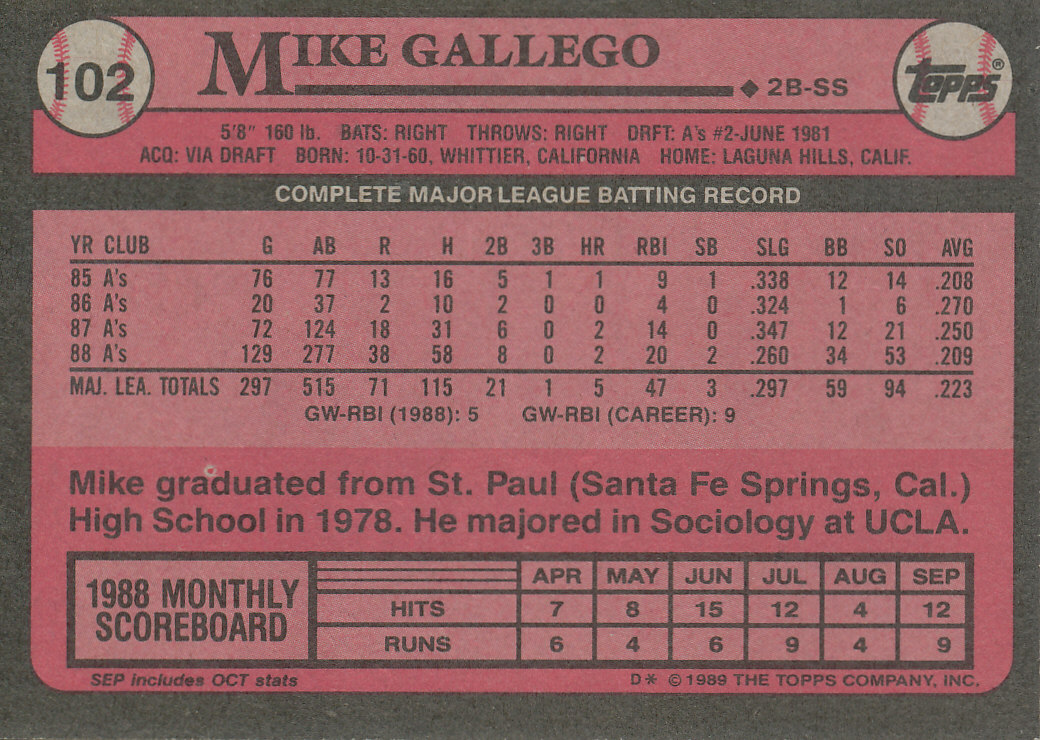 102
MIKE GALLEGO
◆ 2B-SS
TOPPS®
5'8" 160 lb. BATS: RIGHT THROWS: RIGHT DRFT: A's #2-JUNE 1981
ACQ: VIA DRAFT BORN: 10-31-60, WHITTIER, CALIFORNIA HOME: LAGUNA HILLS, CALIF.
COMPLETE MAJOR LEAGUE BATTING RECORD
YR CLUB G AB R H 2B 3B HR RBI SB SLG BB SO AVG
85 A's 76 77 13 16 5 1 1 9 1 .338 12 14 .208
86 A's 20 37 2 10 2 0 0 4 0 .324 1 6 .270
87 A's 72 124 18 31 6 0 2 14 0 .347 12 21 .250
88 A's 129 277 38 58 8 0 2 20 2 .260 34 53 .209
MAJ. LEA. TOTALS 297 515 71 115 21 1 5 47 3 .297 59 94 .223
GW-RBI (1988): 5 GW-RBI (CAREER): 9
Mike graduated from St. Paul (Santa Fe Springs, Cal.)
High School in 1978. He majored in Sociology at UCLA.
1988 MONTHLY
SCOREBOARD
APR MAY JUN JUL AUG SEP
HITS 7 8 15 12 4 12
RUNS 6 4 6 9 4 9
SEP includes OCT stats
D* © 1989 THE TOPPS COMPANY, INC.